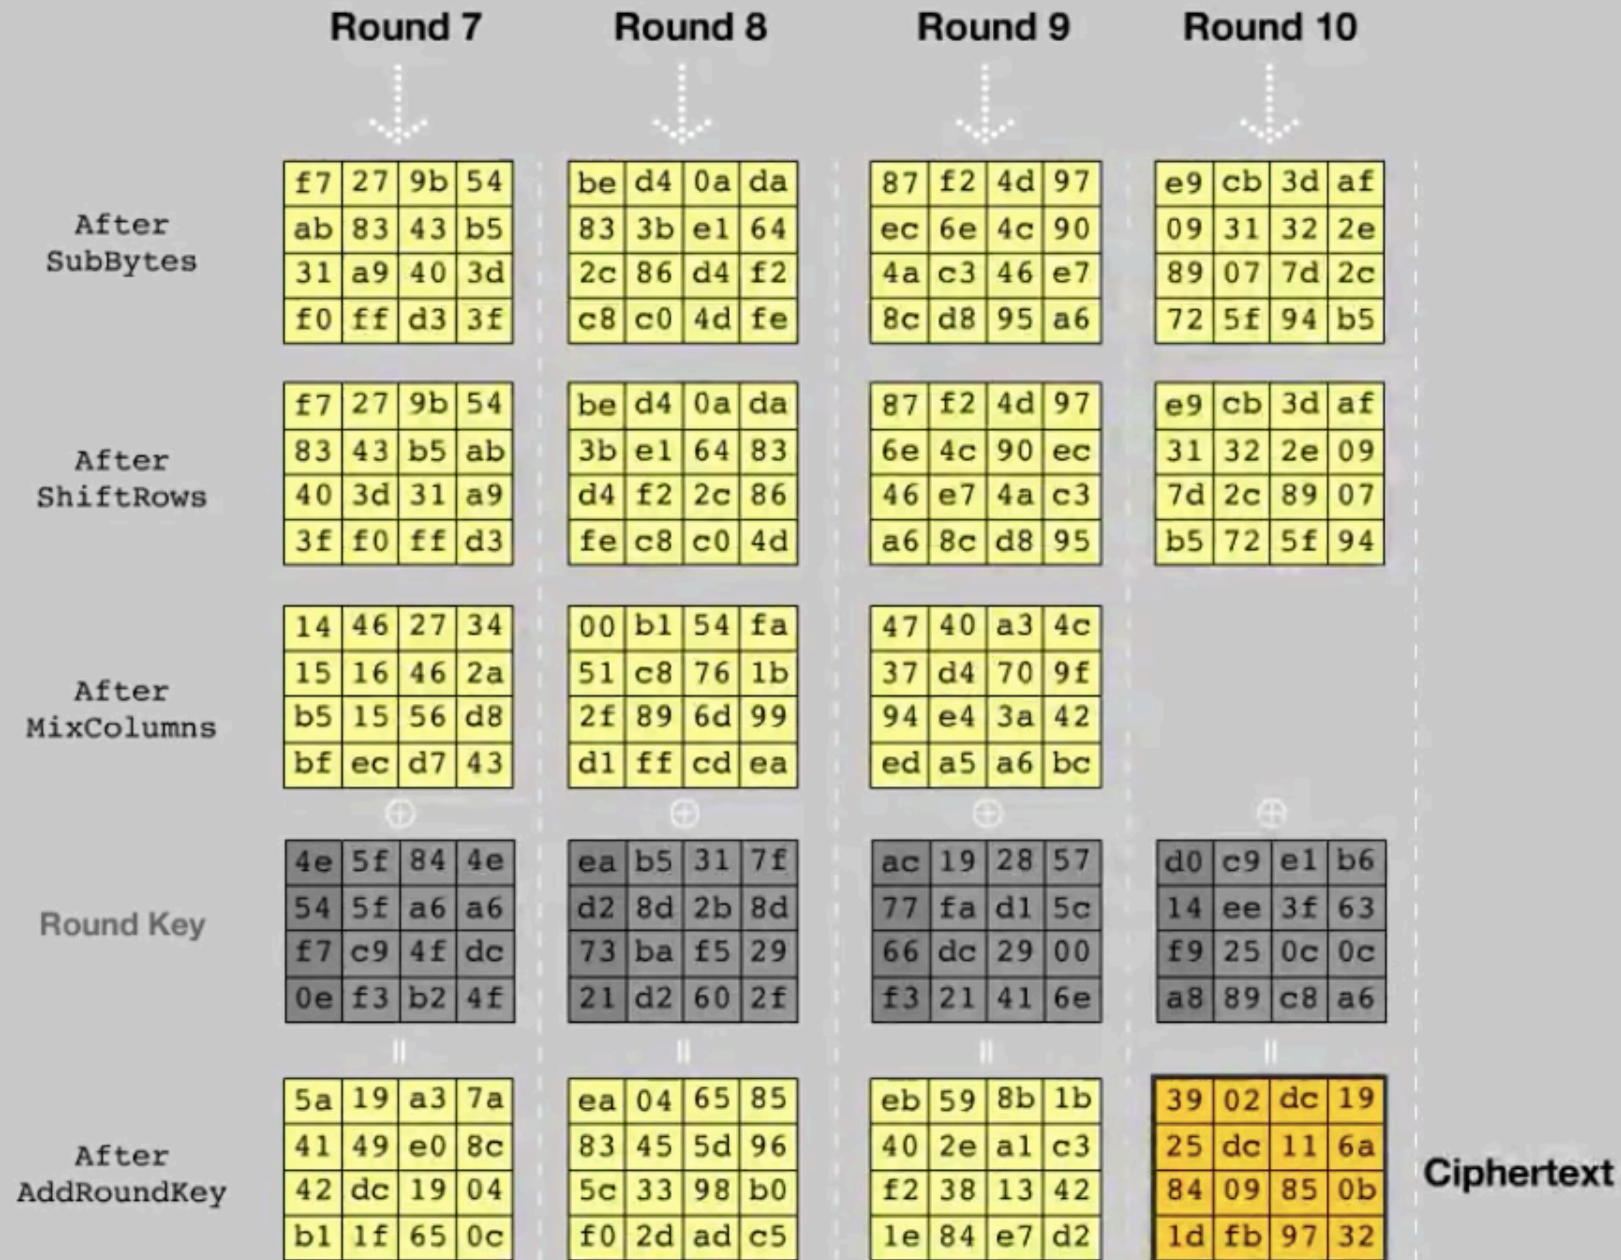 Round 7 Round 8 Round 9 Round 10
After
SubBytes
f7 27 9b 54 be d4 0a da 87 f2 4d 97 e9 cb 3d af
ab 83 43 b5 83 3b e1 64 ec 6e 4c 90 09 31 32 2e
31 a9 40 3d 2c 86 d4 f2 4a c3 46 e7 89 07 7d 2c
f0 ff d3 3f c8 c0 4d fe 8c d8 95 a6 72 5f 94 b5
After
ShiftRows
f7 27 9b 54 be d4 0a da 87 f2 4d 97 e9 cb 3d af
83 43 b5 ab 3b e1 64 83 6e 4c 90 ec 31 32 2e 09
40 3d 31 a9 d4 f2 2c 86 46 e7 4a c3 7d 2c 89 07
3f f0 ff d3 fe c8 c0 4d a6 8c d8 95 b5 72 5f 94
After
MixColumns
14 46 27 34 00 b1 54 fa 47 40 a3 4c
15 16 46 2a 51 c8 76 1b 37 d4 70 9f
b5 15 56 d8 2f 89 6d 99 94 e4 3a 42
bf ec d7 43 d1 ff cd ea ed a5 a6 bc
⊕ ⊕ ⊕ ⊕
Round Key
4e 5f 84 4e ea b5 31 7f ac 19 28 57 d0 c9 e1 b6
54 5f a6 a6 d2 8d 2b 8d 77 fa d1 5c 14 ee 3f 63
f7 c9 4f dc 73 ba f5 29 66 dc 29 00 f9 25 0c 0c
0e f3 b2 4f 21 d2 60 2f f3 21 41 6e a8 89 c8 a6
= = = =
After
AddRoundKey
5a 19 a3 7a ea 04 65 85 eb 59 8b 1b 39 02 dc 19
41 49 e0 8c 83 45 5d 96 40 2e a1 c3 25 dc 11 6a
42 dc 19 04 5c 33 98 b0 f2 38 13 42 84 09 85 0b
b1 1f 65 0c f0 2d ad c5 1e 84 e7 d2 1d fb 97 32
Ciphertext